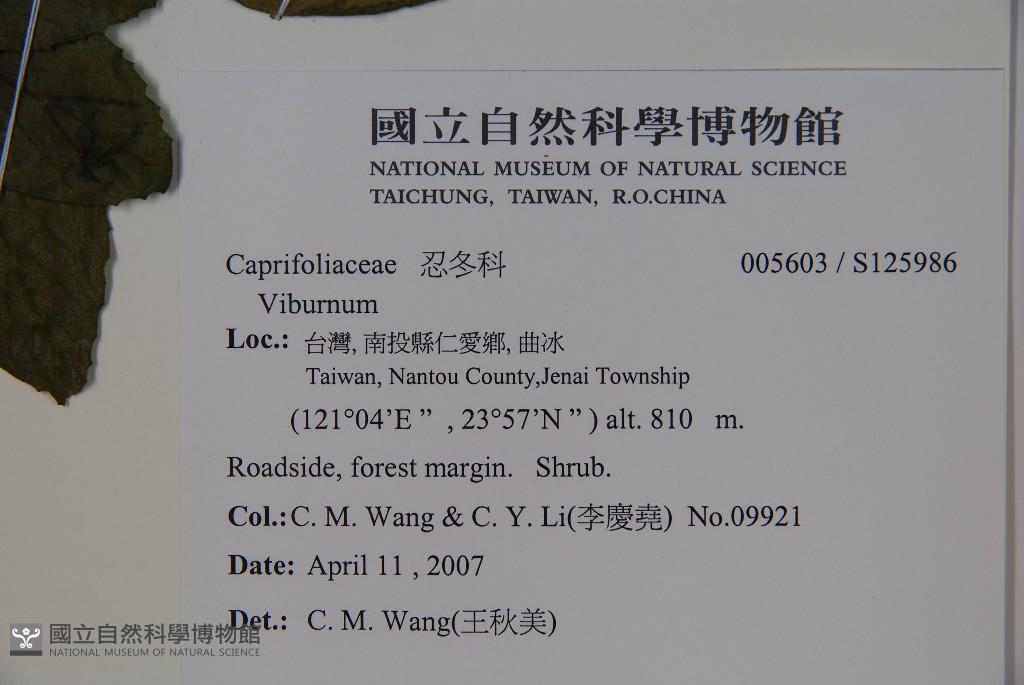 國立自然科學博物館
NATIONAL MUSEUM OF NATURAL SCIENCE
TAICHUNG, TAIWAN, R.O.CHINA
Caprifoliaceae 忍冬科 005603 / S125986
Viburnum
Loc.: 台灣, 南投縣仁愛鄉, 曲冰
Taiwan, Nantou County,Jenai Township
(121°04’E ” , 23°57’N ” ) alt. 810 m.
Roadside, forest margin. Shrub.
Col.: C. M. Wang & C. Y. Li(李慶堯) No.09921
Date: April 11 , 2007
Det.: C. M. Wang(王秋美)
國立自然科學博物館
NATIONAL MUSEUM OF NATURAL SCIENCE